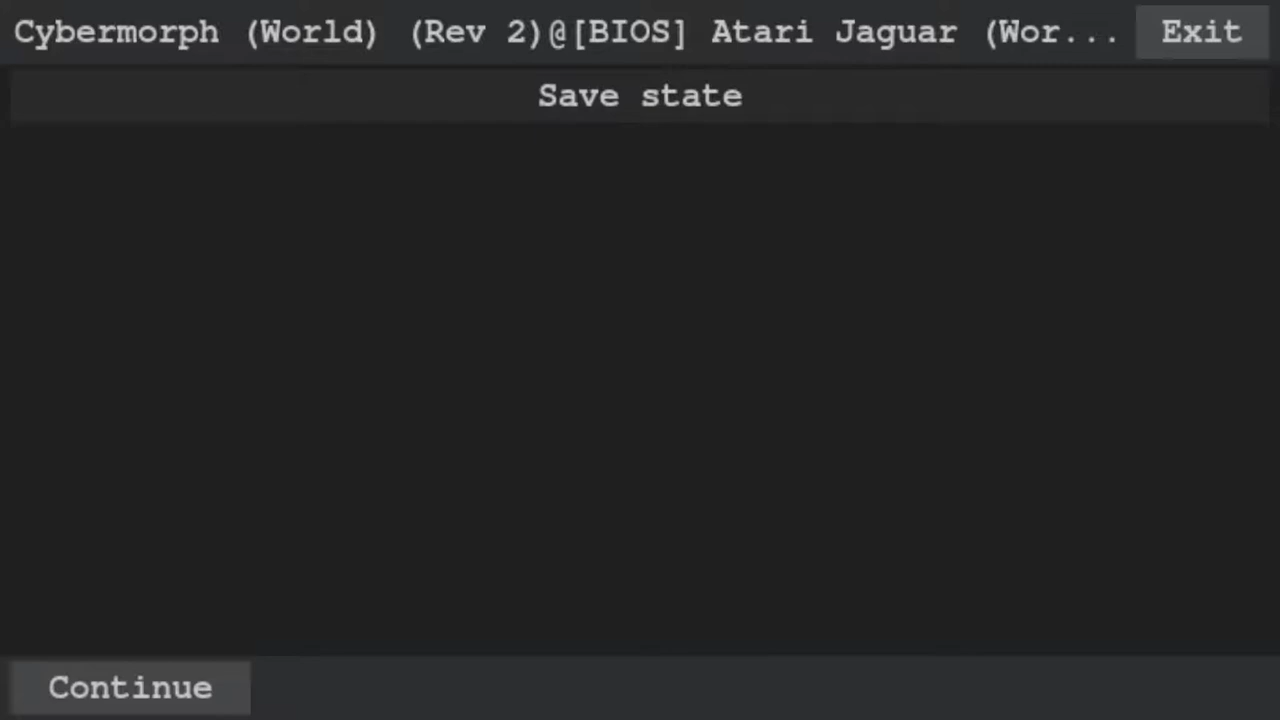 Cybermorph (World) (Rev 2)@[BIOS] Atari Jaguar (Wor... Exit
Save state
Continue